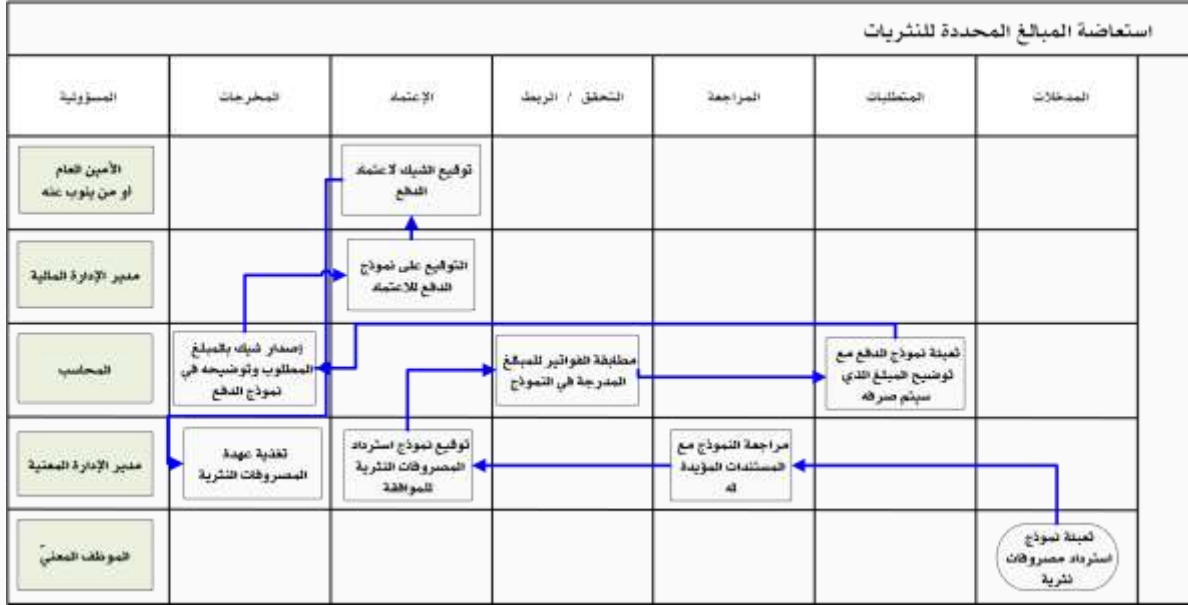 استعاضة المبالغ المحددة للنثريات
المدخلات
المتطلبات
المراجعة
التحقق / الربط
الإعتماد
المخرجات
المسؤولية
توقيع الشيك لاعتماد
الدفع
الأمين العام
او من ينوب عنه
التوقيع على نموذج
الدفع للاعتماد
مدير الإدارة المالية
تعبئة نموذج الدفع مع
توضيح المبلغ الذي
سيتم صرفه
مطابقة الفواتير للمبالغ
المدرجة في النموذج
إصدار شيك بالمبلغ
المطلوب وتوضيحه في
نموذج الدفع
المحاسب
مراجعة النموذج مع
المستندات المؤيدة
له
توقيع نموذج استرداد
المصروفات النثرية
للموافقة
تغذية عهدة
المصروفات النثرية
مدير الإدارة المعنية
تعبئة نموذج
استرداد مصروفات
نثرية
الموظف المعنيّ